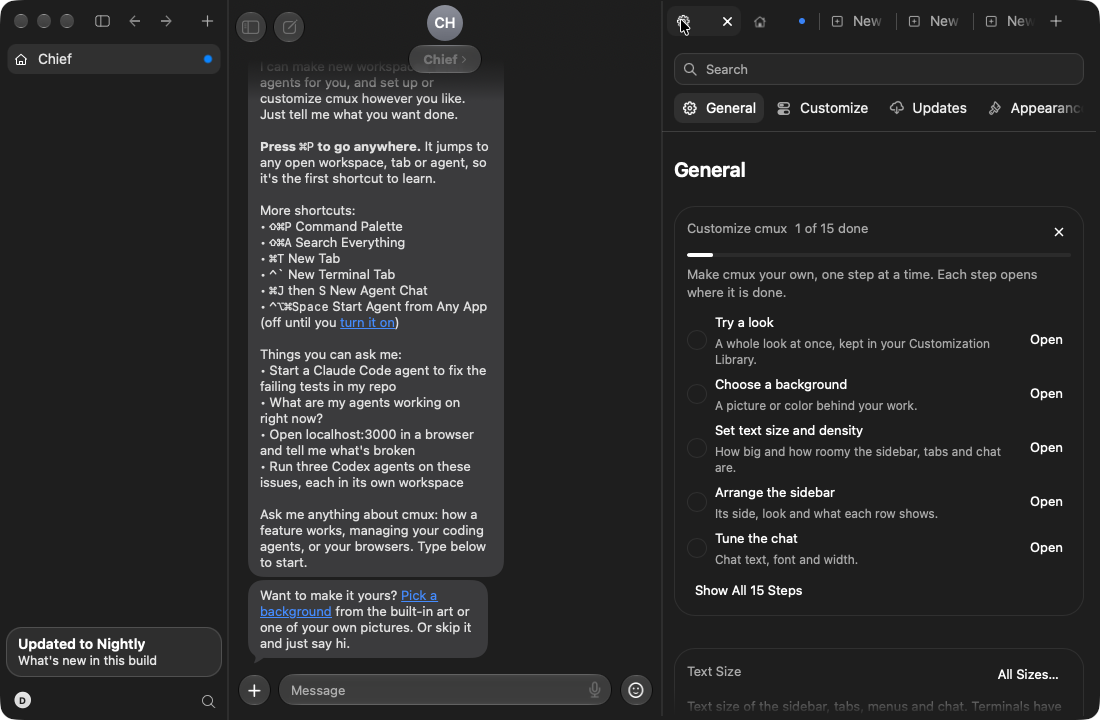 Chief
Updated to Nightly
What's new in this build
D
CH
Chief ›
I can make new workspac
agents for you, and set up or
customize cmux however you like.
Just tell me what you want done.
Press ⌘P to go anywhere. It jumps to
any open workspace, tab or agent, so
it's the first shortcut to learn.
More shortcuts:
• ⇧⌘P Command Palette
• ⇧⌘A Search Everything
• ⌘T New Tab
• ^` New Terminal Tab
• ⌘J then S New Agent Chat
• ^⌥⌘Space Start Agent from Any App
(off until you turn it on)
Things you can ask me:
• Start a Claude Code agent to fix the
failing tests in my repo
• What are my agents working on
right now?
• Open localhost:3000 in a browser
and tell me what's broken
• Run three Codex agents on these
issues, each in its own workspace
Ask me anything about cmux: how a
feature works, managing your coding
agents, or your browsers. Type below
to start.
Want to make it yours? Pick a
background from the built-in art or
one of your own pictures. Or skip it
and just say hi.
Message
New
New
New
Search
General
Customize
Updates
Appearanc
General
Customize cmux 1 of 15 done
Make cmux your own, one step at a time. Each step opens
where it is done.
Try a look
A whole look at once, kept in your Customization
Library.
Open
Choose a background
A picture or color behind your work.
Open
Set text size and density
How big and how roomy the sidebar, tabs and chat
are.
Open
Arrange the sidebar
Its side, look and what each row shows.
Open
Tune the chat
Chat text, font and width.
Open
Show All 15 Steps
Text Size
All Sizes...
Text size of the sidebar, tabs, menus and chat. Terminals have